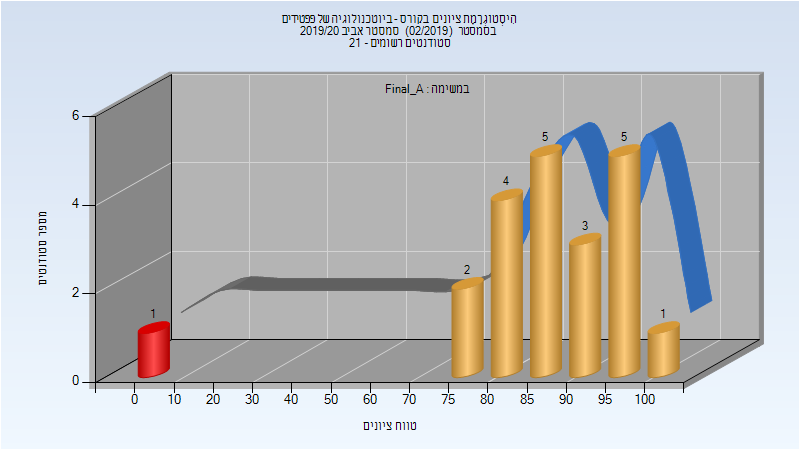 היסטוגרמת ציונים בקורס - ביוטכנולוגיה של פפטידים
בסמסטר (02/2019) סמסטר אביב 2019/20
סטודנטים רשומים - 21
במשימה : Final_A
מספר סטודנטים
6
4
2
0
1
2
4
5
3
5
1
0 10 20 30 40 50 60 70 75 80 85 90 95 100
טווח ציונים